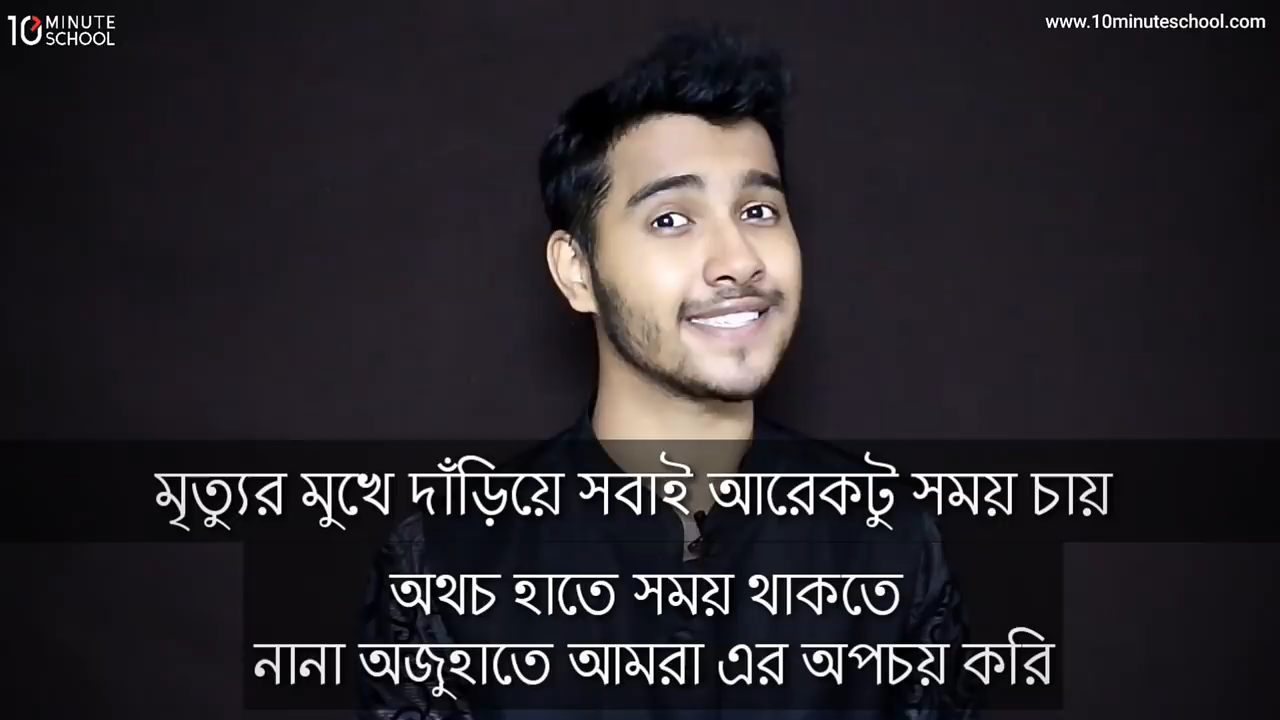 10 MINUTE
SCHOOL
www.10minuteschool.com
মৃত্যুর মুখে দাঁড়িয়ে সবাই আরেকটু সময় চায়
অথচ হাতে সময় থাকতে
নানা অজুহাতে আমরা এর অপচয় করি